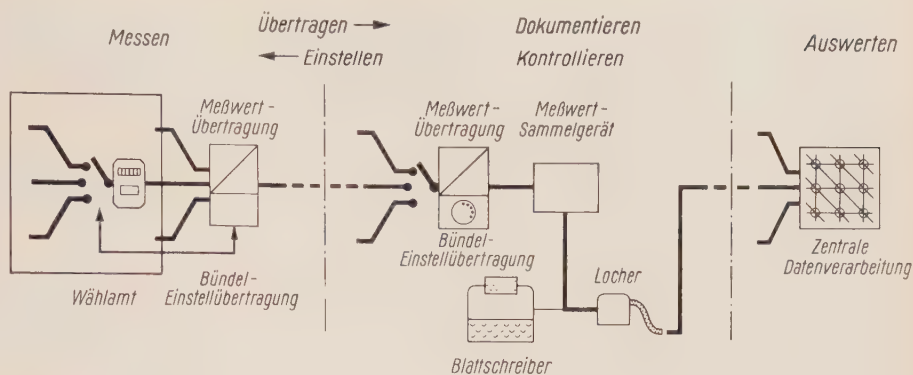 Messen
Übertragen →
← Einstellen
Dokumentieren
Kontrollieren
Auswerten
Meßwert-
Übertragung
Wählamt
Bündel-
Einstellübertragung
Meßwert-
Übertragung
Meßwert-
Sammelgerät
Bündel-
Einstellübertragung
Locher
Blattschreiber
Zentrale
Datenverarbeitung